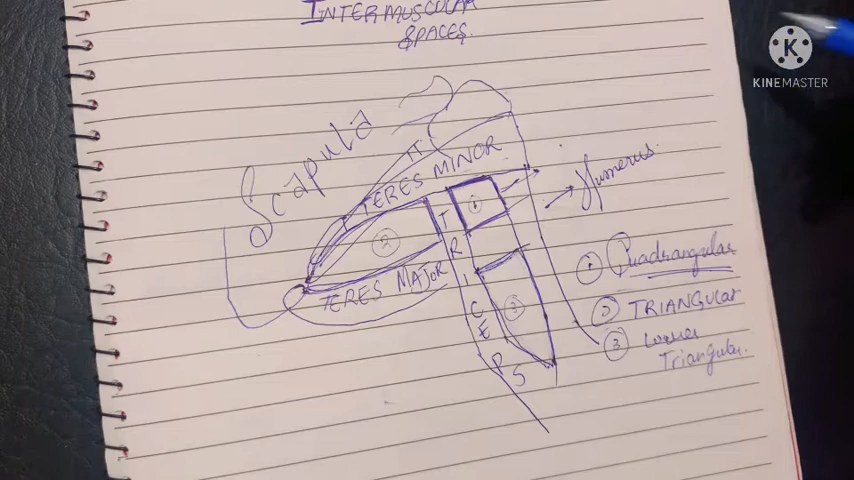 INTERMUSCULAR
SPACES
K
KINEMASTER
Scapula
TERES MINOR
Humerus
1
2
TRICEPS
TERES MAJOR
3
1 Quadrangular
2 TRIANGULAR
3 Lower
Triangular.